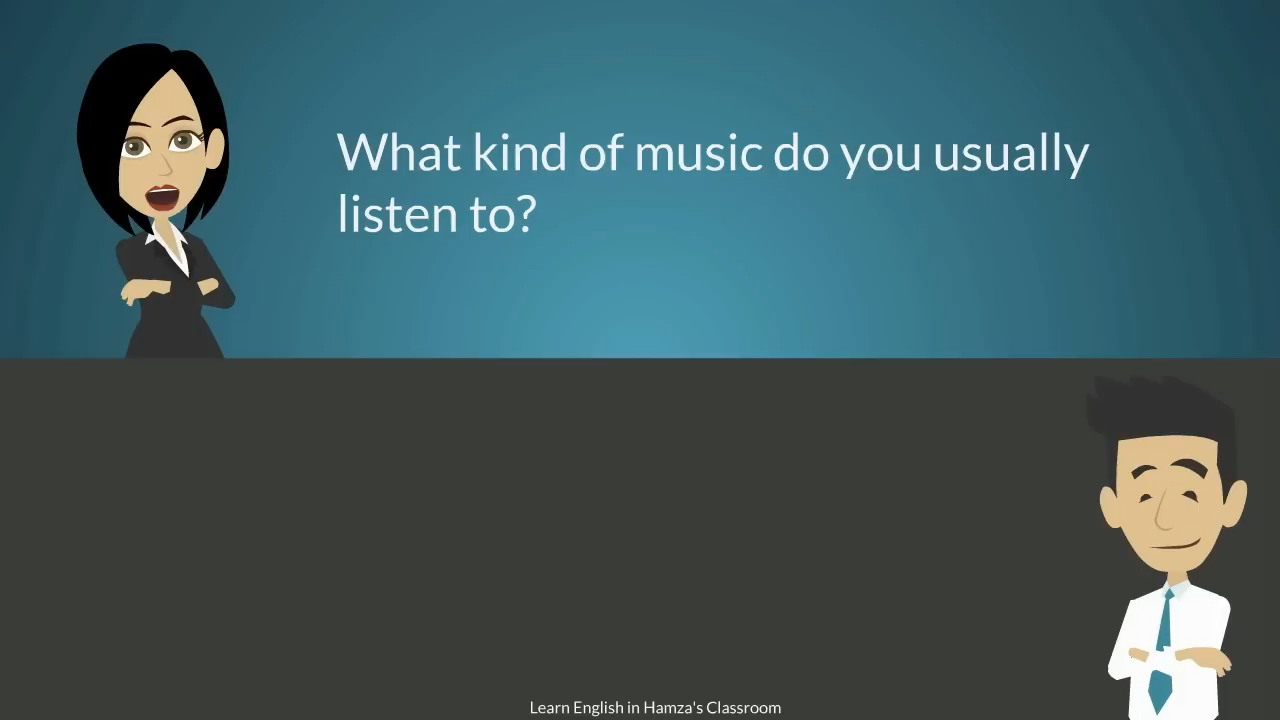 What kind of music do you usually
listen to?
Learn English in Hamza's Classroom